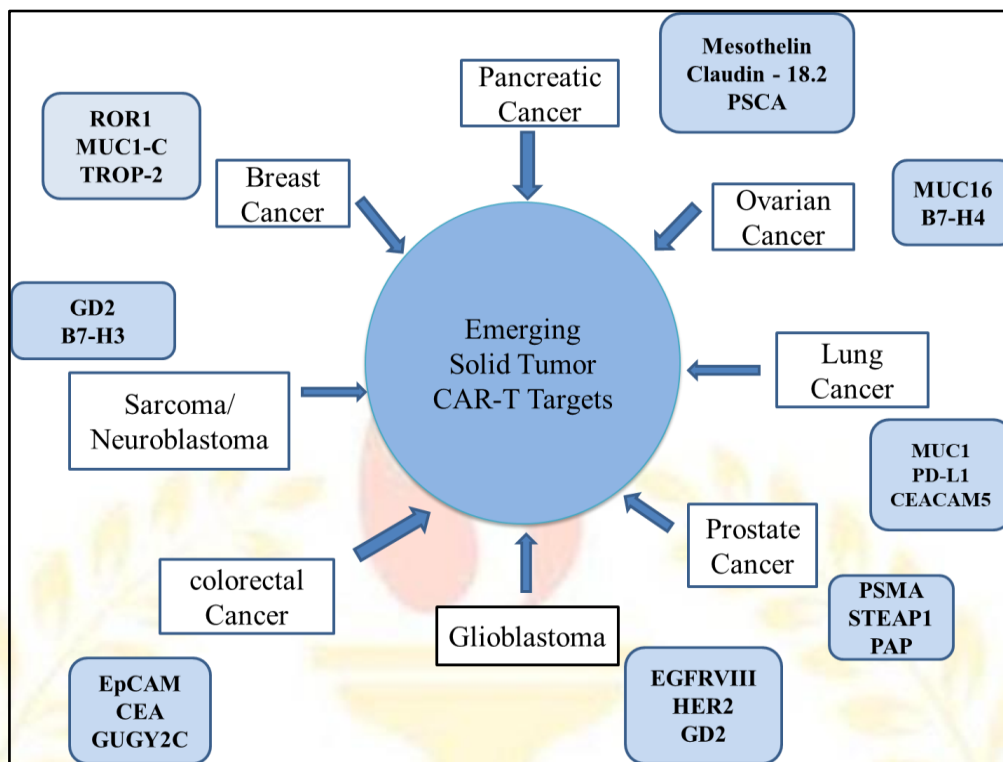 Mesothelin
Claudin - 18.2
PSCA
Pancreatic
Cancer
ROR1
MUC1-C
TROP-2
Breast
Cancer
Ovarian
Cancer
MUC16
B7-H4
GD2
B7-H3
Emerging
Solid Tumor
CAR-T Targets
Lung
Cancer
Sarcoma/
Neuroblastoma
MUC1
PD-L1
CEACAM5
Prostate
Cancer
colorectal
Cancer
Glioblastoma
PSMA
STEAP1
PAP
EpCAM
CEA
GUGY2C
EGFRVIII
HER2
GD2